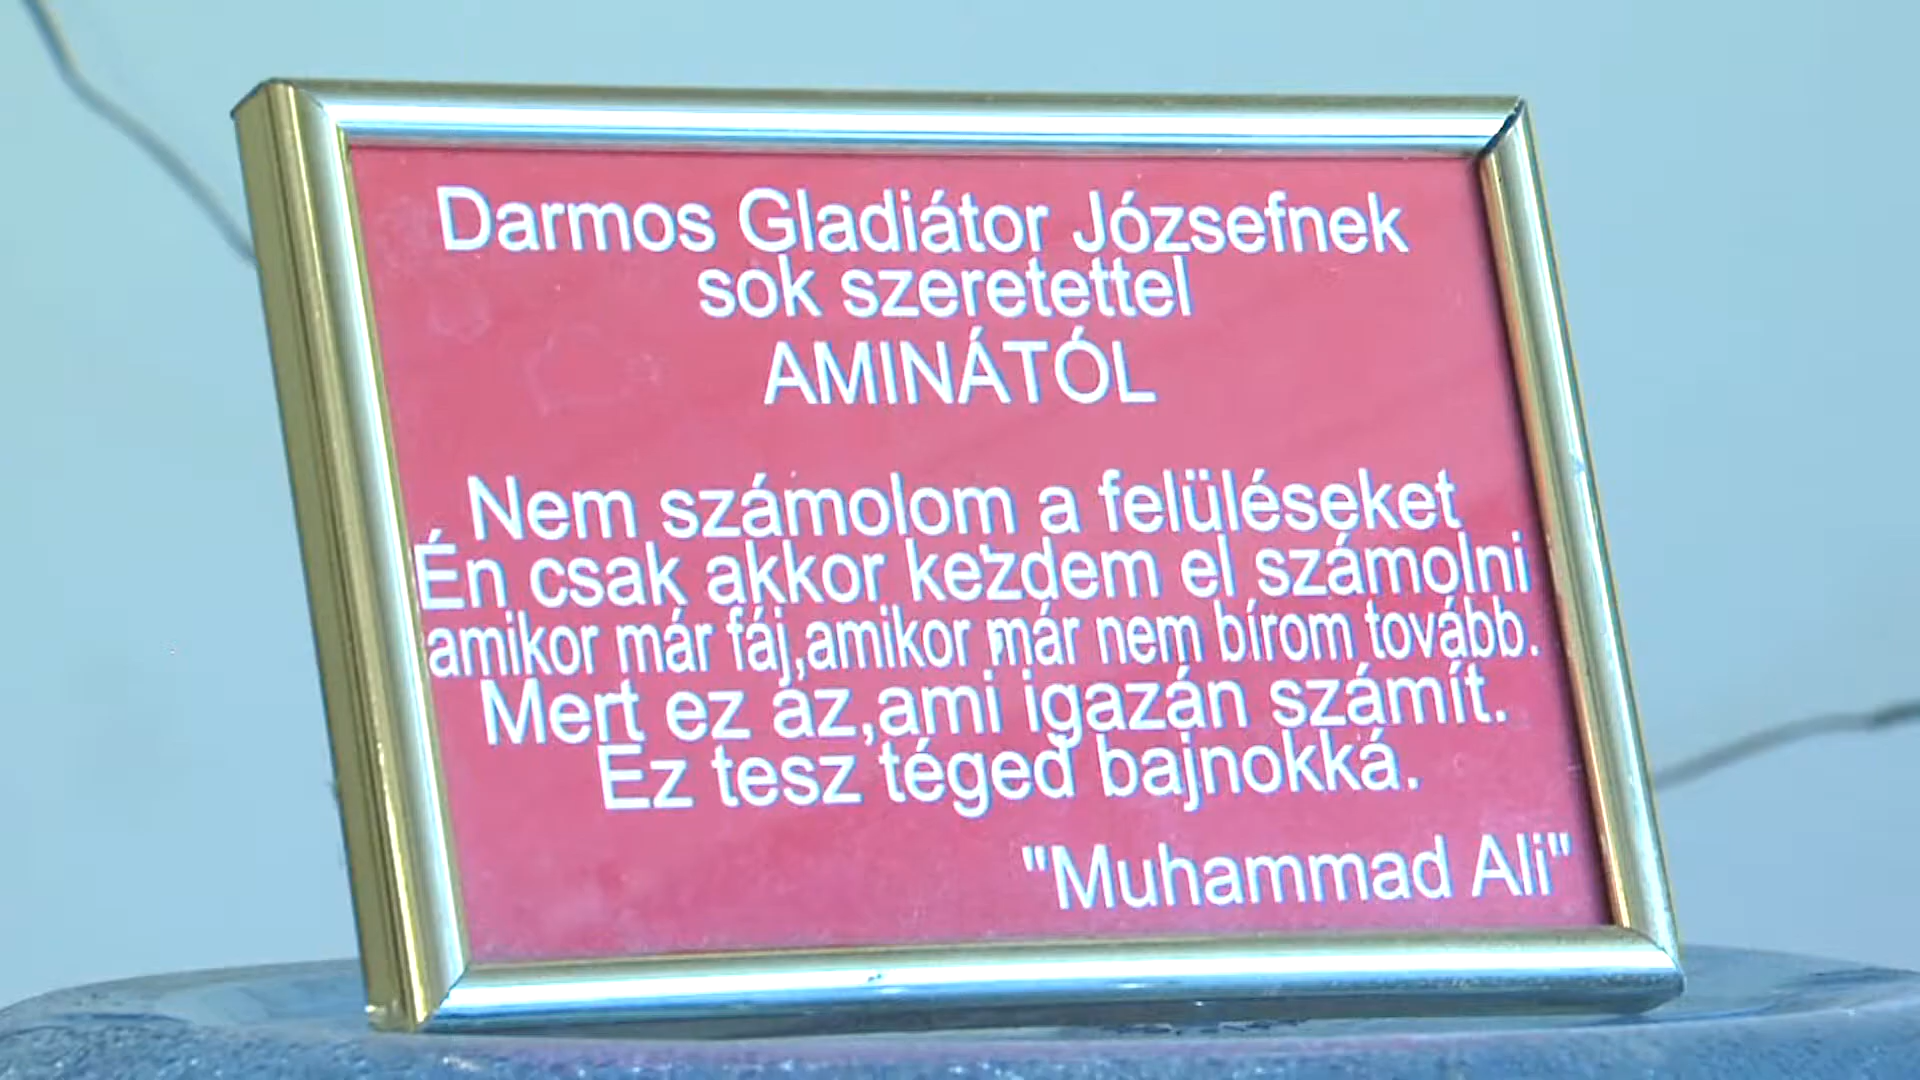 Darmos Gladiátor Józsefnek
sok szeretettel
AMINÁTÓL
Nem számolom a felüléseket
Én csak akkor kezdem el számolni
amikor már fáj,amikor már nem bírom tovább.
Mert ez az,ami igazán számít.
Ez tesz téged bajnokká.
"Muhammad Ali"